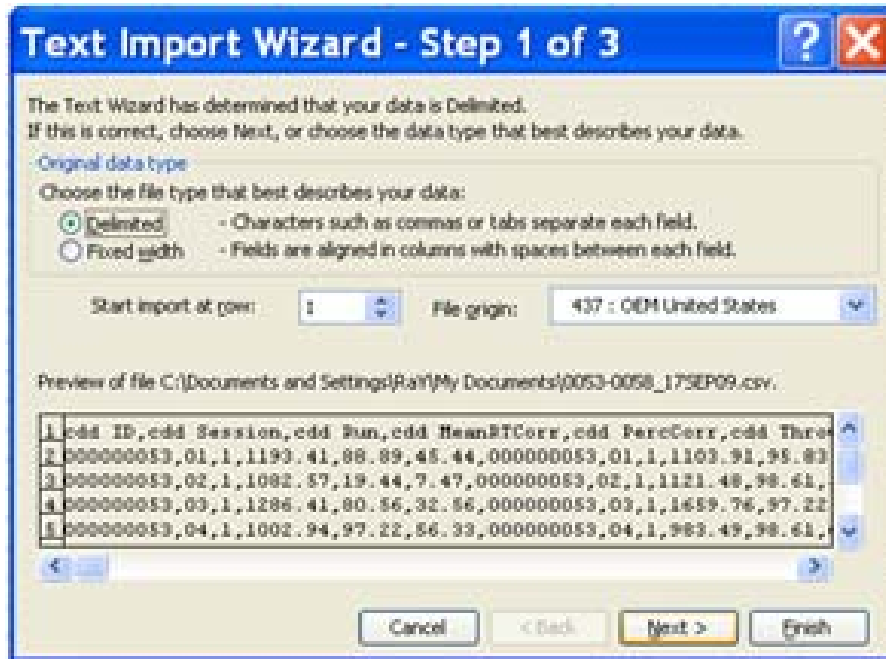 Text Import Wizard - Step 1 of 3
The Text Wizard has determined that your data is Delimited.
If this is correct, choose Next, or choose the data type that best describes your data.
Original data type
Choose the file type that best describes your data:
Delimited - Characters such as commas or tabs separate each field.
Fixed width - Fields are aligned in columns with spaces between each field.
Start import at row: 1 File origin: 437 : OEM United States
Preview of file C:\Documents and Settings\RaY\My Documents\0053-0058_17SEP09.csv.
1 cdd ID,cdd Session,cdd Run,cdd MeanRTCorr,cdd PercCorr,cdd Thro
2 000000053,01,1,1193.41,88.89,45.44,000000053,01,1,1103.91,95.83
3 000000053,02,1,1082.57,19.44,7.47,000000053,02,1,1121.48,98.61,
4 000000053,03,1,1286.41,80.56,32.56,000000053,03,1,1659.76,97.22
5 000000053,04,1,1002.94,97.22,56.33,000000053,04,1,983.49,98.61,
Cancel < Back Next > Finish